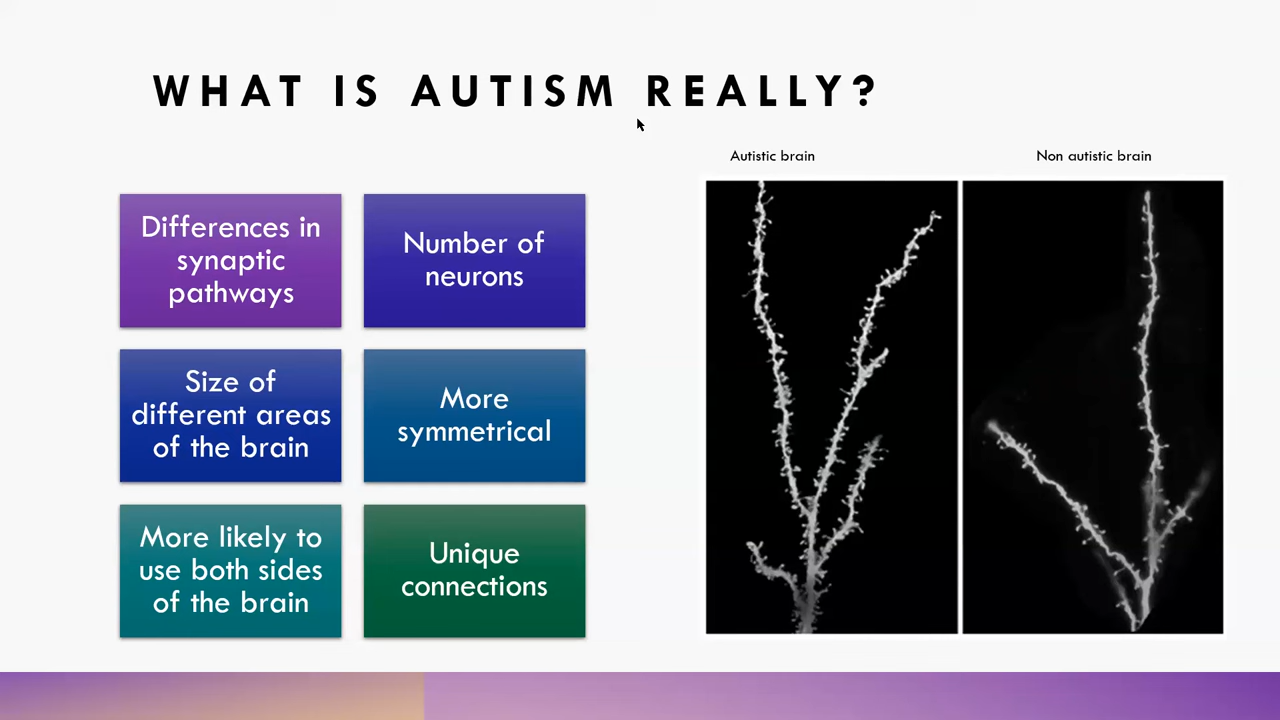 WHAT IS AUTISM REALLY?
Autistic brain
Non autistic brain
Differences in
synaptic
pathways
Number of
neurons
Size of
different areas
of the brain
More
symmetrical
More likely to
use both sides
of the brain
Unique
connections